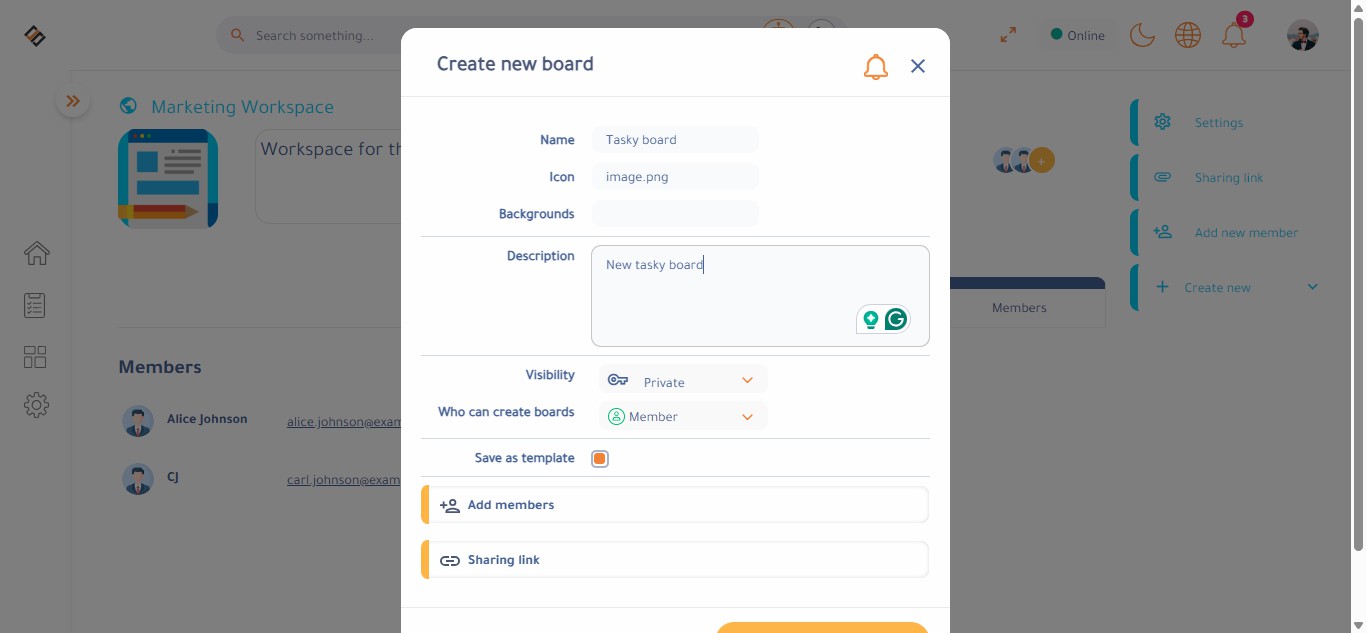 Search something...
Online
3
Create new board
Marketing Workspace
Workspace for th
Name
Tasky board
Icon
image.png
Backgrounds
Description
New tasky board
Visibility
Private
Who can create boards
Member
Save as template
Add members
Sharing link
Members
Alice Johnson
alice.johnson@exam
CJ
carl.johnson@exam
Settings
Sharing link
Add new member
Create new
Members